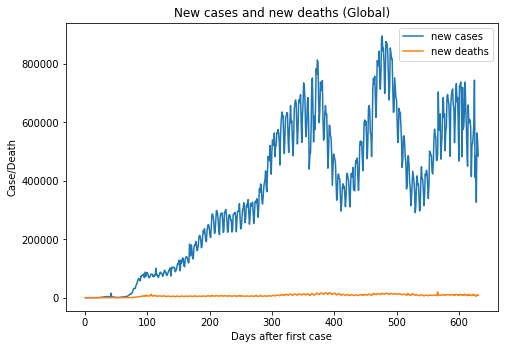 New cases and new deaths (Global)
new cases
new deaths
Case/Death
800000
600000
400000
200000
0
0 100 200 300 400 500 600
Days after first case